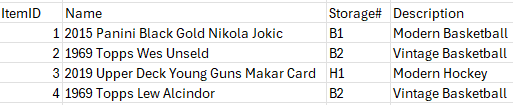 ItemID Name Storage# Description
1 2015 Panini Black Gold Nikola Jokic B1 Modern Basketball
2 1969 Topps Wes Unseld B2 Vintage Basketball
3 2019 Upper Deck Young Guns Makar Card H1 Modern Hockey
4 1969 Topps Lew Alcindor B2 Vintage Basketball